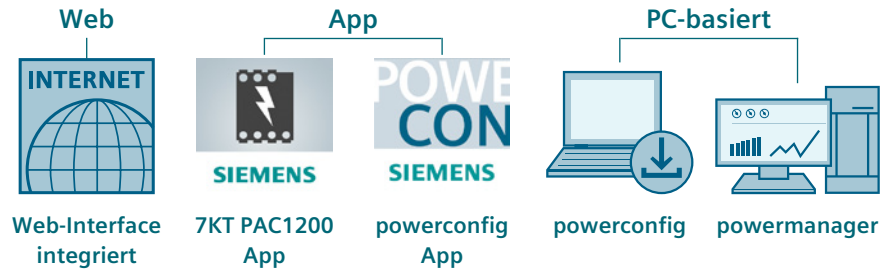 Web
App
PC-basiert
INTERNET
POWE
CON
SIEMENS
SIEMENS
Web-Interface
integriert
7KT PAC1200
App
powerconfig
App
powerconfig
powermanager